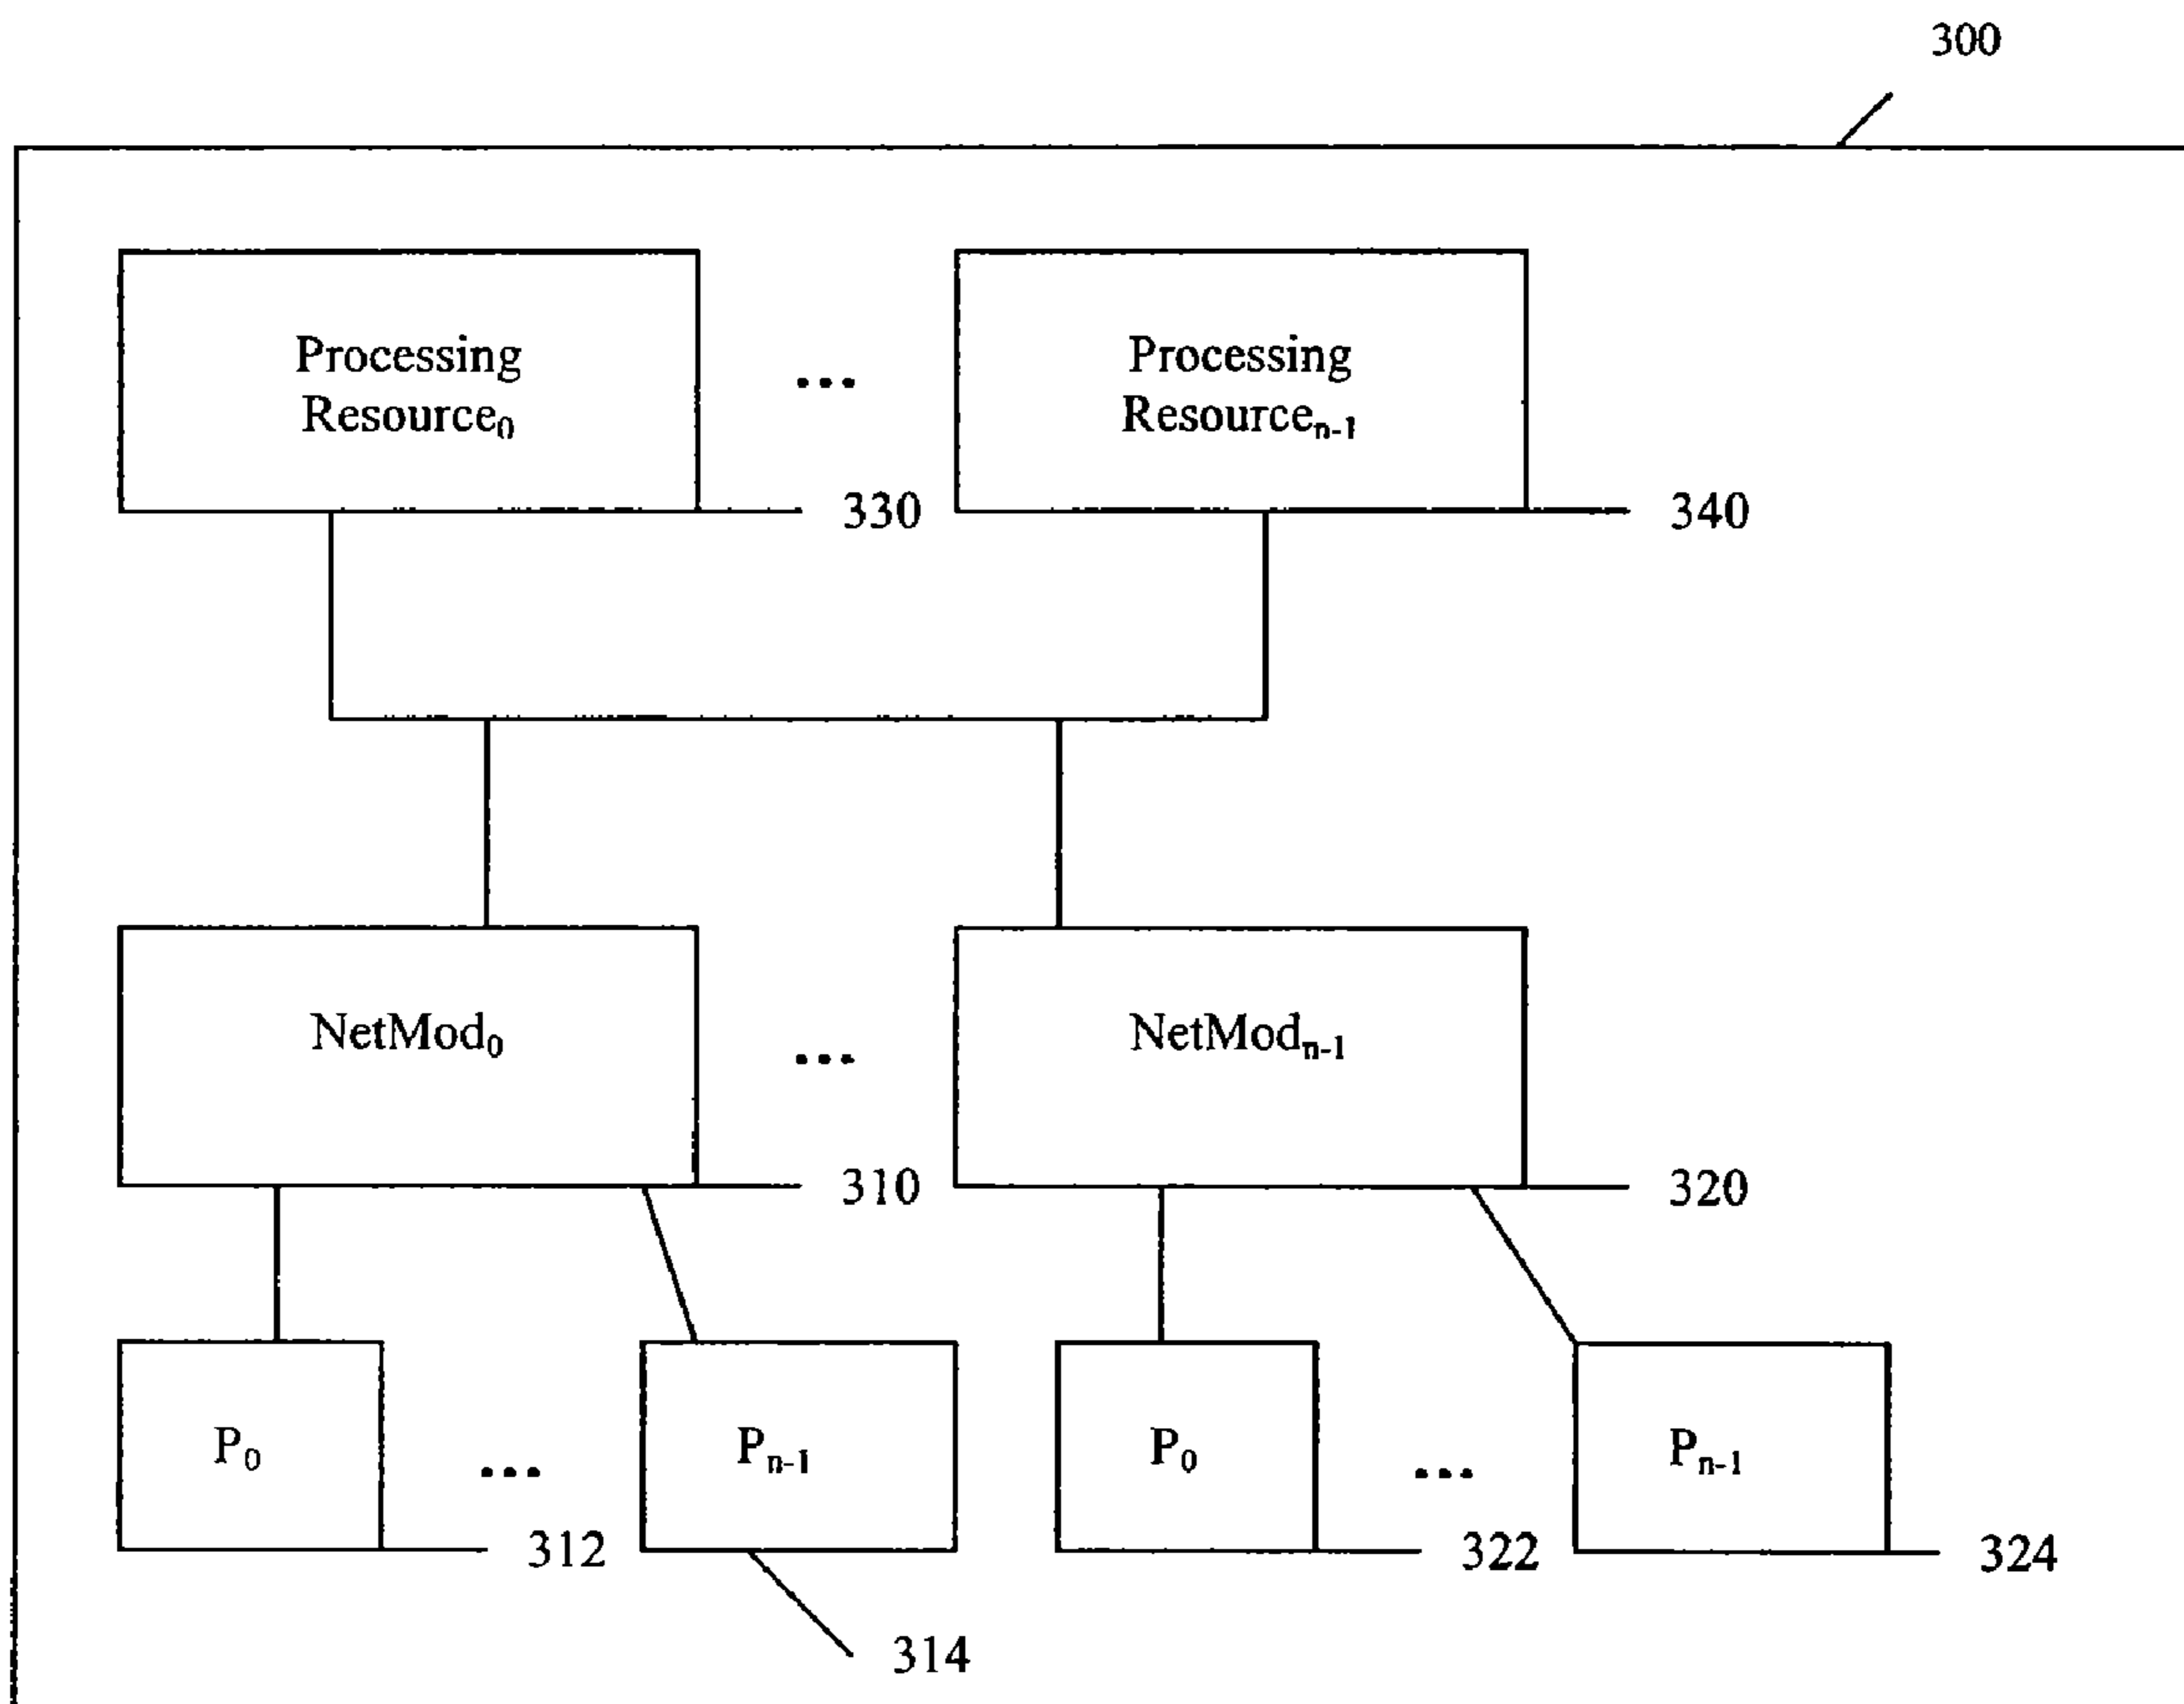 300
Processing
Resource₀
...
Processing
Resourceₙ₋₁
330
340
NetMod₀
...
NetModₙ₋₁
310
320
P₀
...
Pₙ₋₁
P₀
...
Pₙ₋₁
312
322
324
314